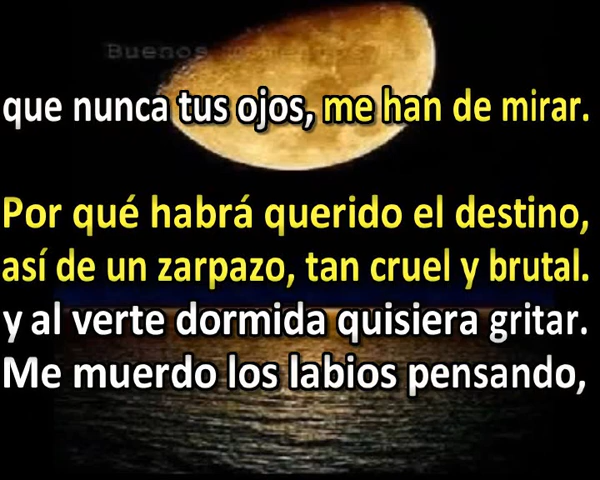 Buenos
que nunca tus ojos, me han de mirar.
Por qué habrá querido el destino,
así de un zarpazo, tan cruel y brutal.
y al verte dormida quisiera gritar.
Me muerdo los labios pensando,